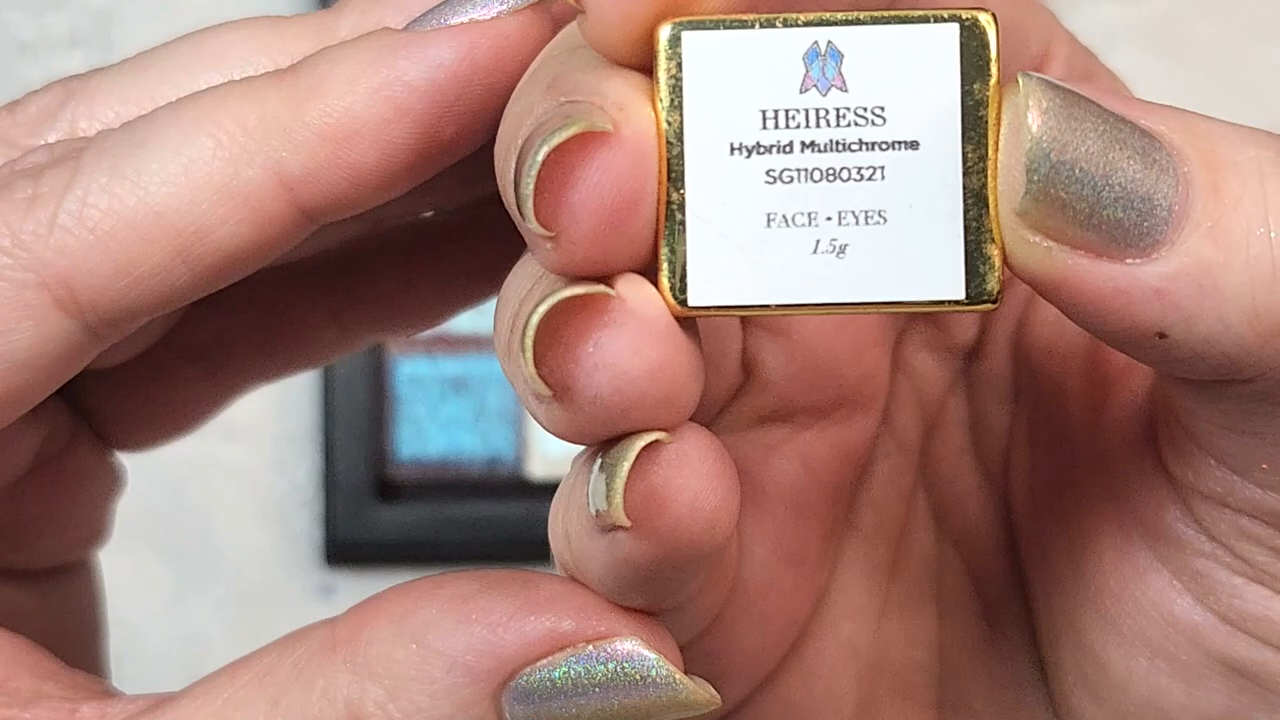 HEIRESS
Hybrid Multichrome
SG11080321
FACE • EYES
1.5g